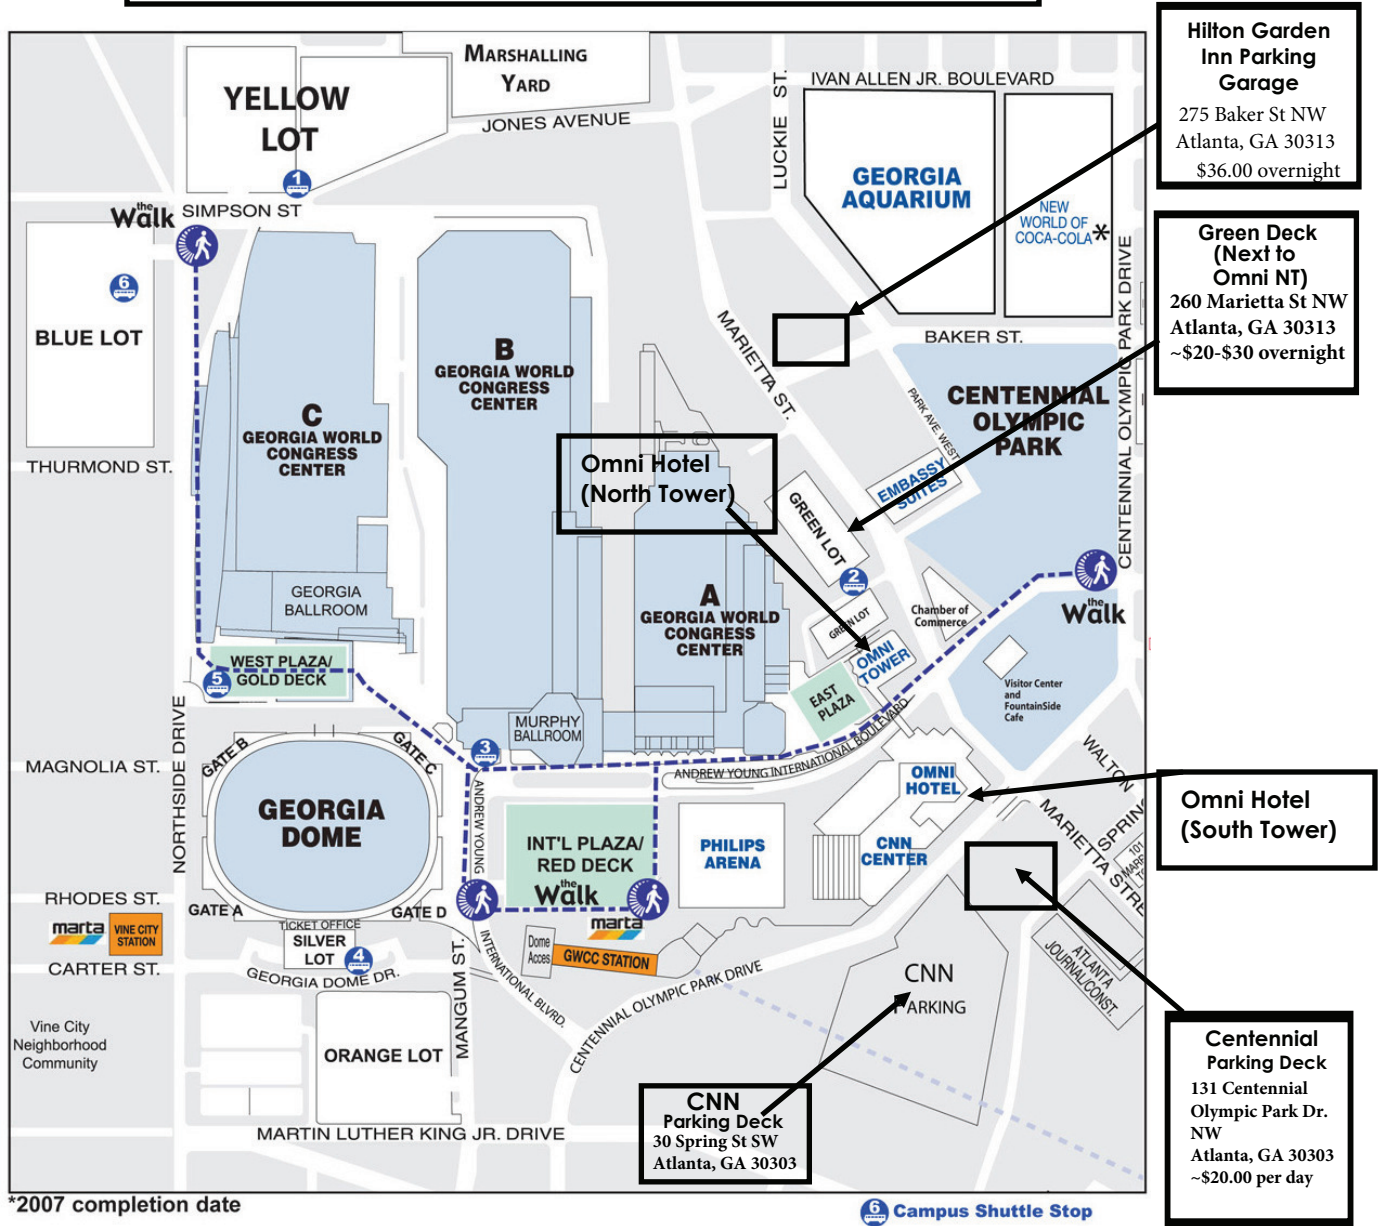 MARSHALLING
YARD
YELLOW
LOT
JONES AVENUE
1
the
Walk
SIMPSON ST
LUCKIE ST.
IVAN ALLEN JR. BOULEVARD
GEORGIA
AQUARIUM
NEW
WORLD OF
COCA-COLA*
Hilton Garden
Inn Parking
Garage
275 Baker St NW
Atlanta, GA 30313
$36.00 overnight
Green Deck
(Next to
Omni NT)
260 Marietta St NW
Atlanta, GA 30313
~$20-$30 overnight
6
BLUE LOT
THURMOND ST.
C
GEORGIA WORLD
CONGRESS
CENTER
B
GEORGIA WORLD
CONGRESS
CENTER
MARIETTA ST.
BAKER ST.
CENTENNIAL OLYMPIC PARK DRIVE
CENTENNIAL
OLYMPIC
PARK
PARK AVE. WEST
EMBASSY
SUITES
Omni Hotel
(North Tower)
GREEN LOT
2
GREEN LOT
GEORGIA
BALLROOM
A
GEORGIA WORLD
CONGRESS
CENTER
Chamber of
Commerce
the
Walk
OMNI
TOWER
EAST
PLAZA
Visitor Center
and
FountainSide
Cafe
WEST PLAZA/
GOLD DECK
5
MURPHY
BALLROOM
3
ANDREW YOUNG INTERNATIONAL BOULEVARD
NORTHSIDE DRIVE
MAGNOLIA ST.
GATE B
GATE C
GEORGIA
DOME
GATE A
GATE D
ANDREW YOUNG
INTERNATIONAL BLVRD.
INT'L PLAZA/
RED DECK
the
Walk
PHILIPS
ARENA
OMNI
HOTEL
CNN
CENTER
WALTON
SPRING
MARIETTA STREE
Omni Hotel
(South Tower)
RHODES ST.
marta
VINE CITY
STATION
CARTER ST.
TICKET OFFICE
SILVER
LOT
4
GEORGIA DOME DR.
MANGUM ST.
marta
Dome
Acces
GWCC STATION
CENTENNIAL OLYMPIC PARK DRIVE
CNN
PARKING
ATLANTA
JOURNAL/CONST.
Vine City
Neighborhood
Community
ORANGE LOT
MARTIN LUTHER KING JR. DRIVE
CNN
Parking Deck
30 Spring St SW
Atlanta, GA 30303
Centennial
Parking Deck
131 Centennial
Olympic Park Dr.
NW
Atlanta, GA 30303
~$20.00 per day
*2007 completion date
6 Campus Shuttle Stop